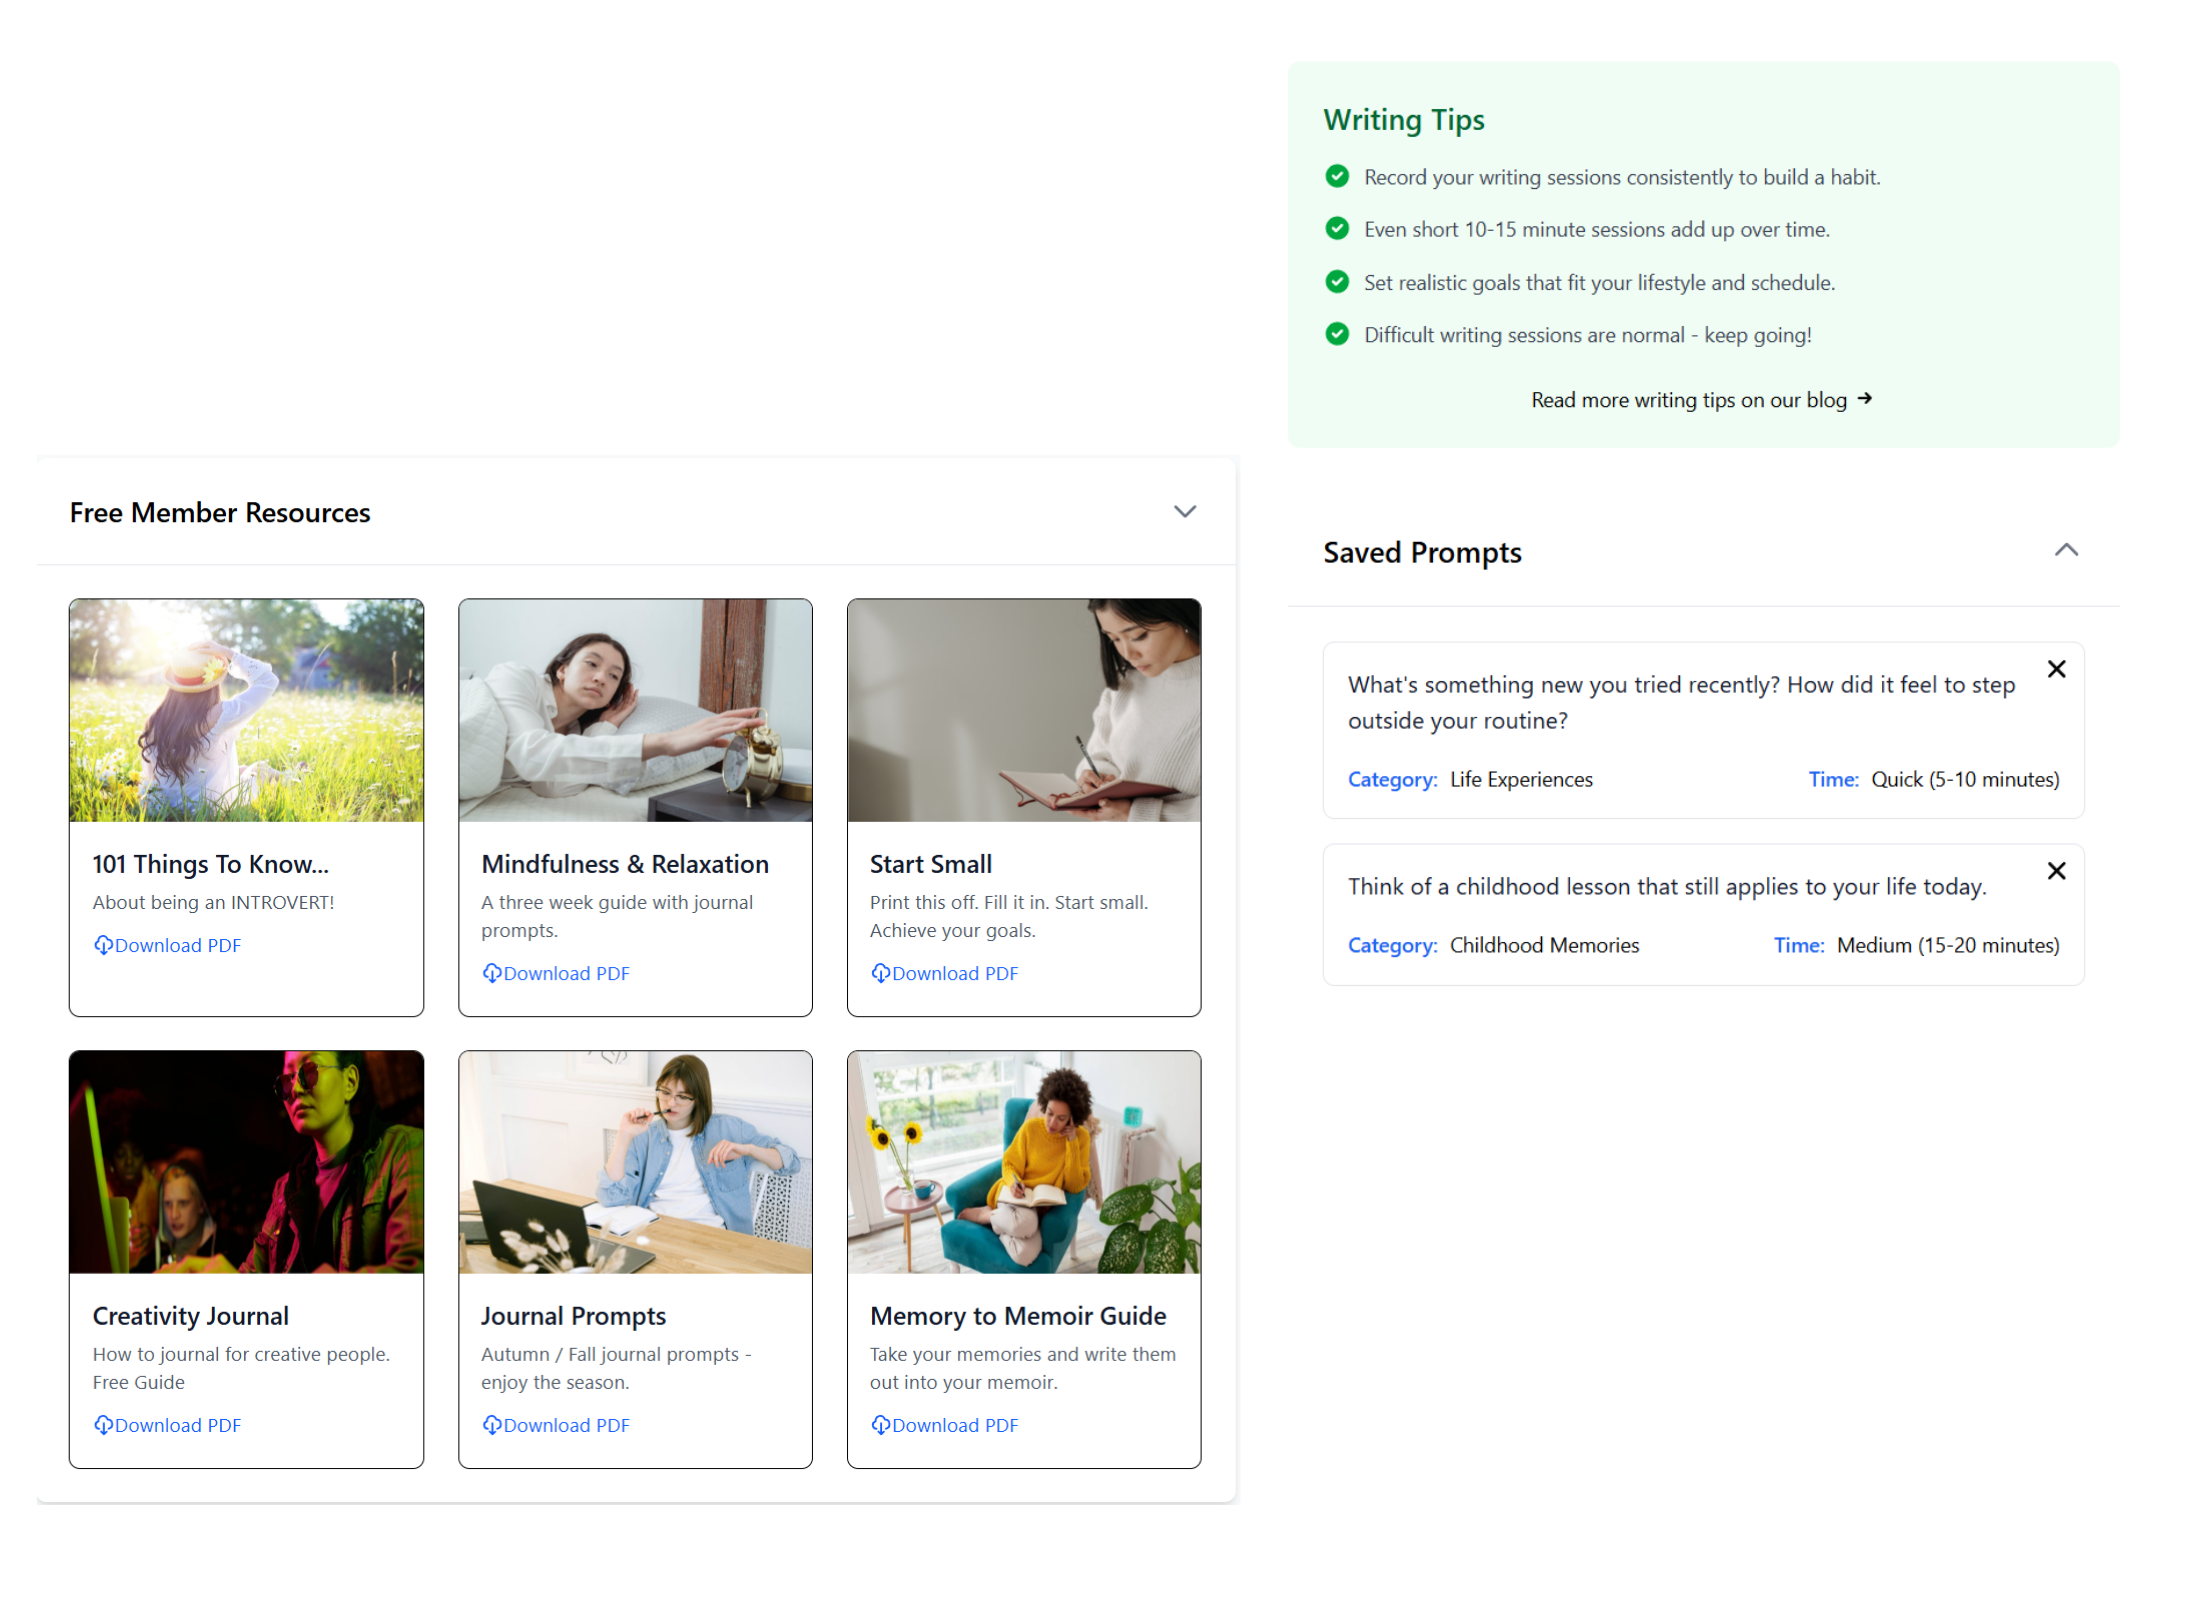 Writing Tips
Record your writing sessions consistently to build a habit.
Even short 10-15 minute sessions add up over time.
Set realistic goals that fit your lifestyle and schedule.
Difficult writing sessions are normal - keep going!
Read more writing tips on our blog →
Free Member Resources
101 Things To Know...
About being an INTROVERT!
Download PDF
Mindfulness & Relaxation
A three week guide with journal
prompts.
Download PDF
Start Small
Print this off. Fill it in. Start small.
Achieve your goals.
Download PDF
Creativity Journal
How to journal for creative people.
Free Guide
Download PDF
Journal Prompts
Autumn / Fall journal prompts -
enjoy the season.
Download PDF
Memory to Memoir Guide
Take your memories and write them
out into your memoir.
Download PDF
Saved Prompts
What's something new you tried recently? How did it feel to step
outside your routine?
Category: Life Experiences Time: Quick (5-10 minutes)
Think of a childhood lesson that still applies to your life today.
Category: Childhood Memories Time: Medium (15-20 minutes)